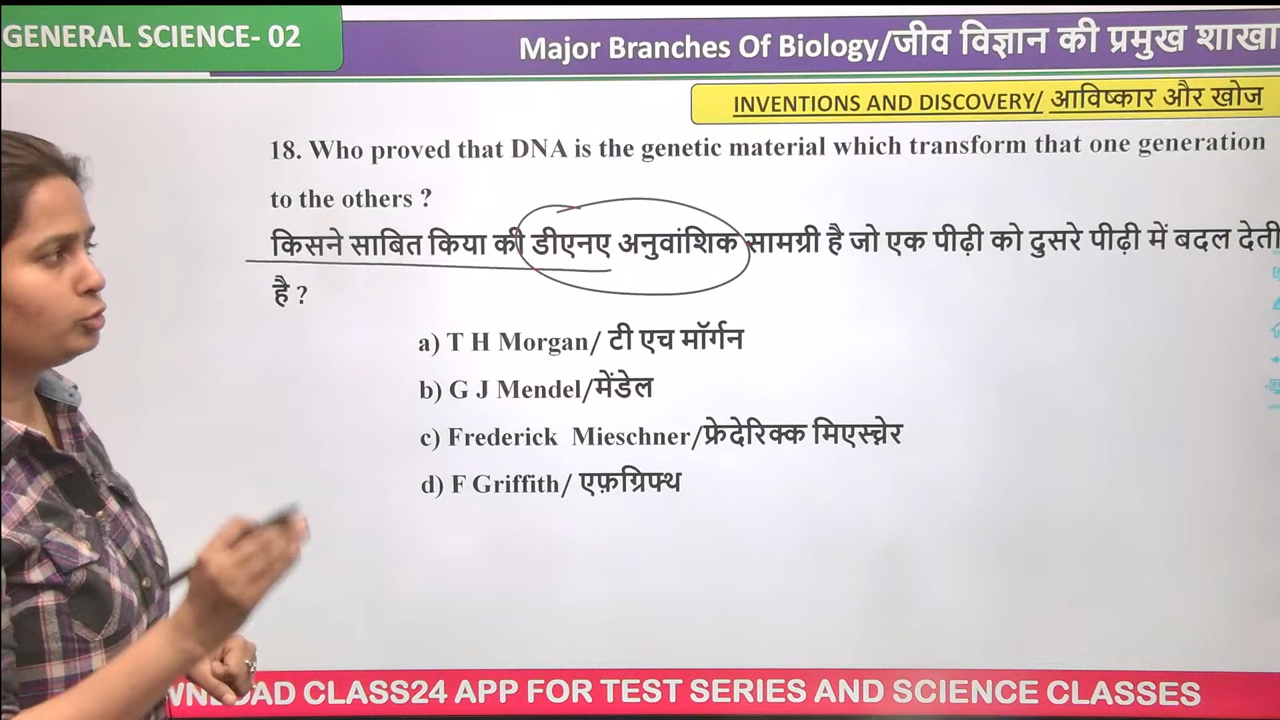 GENERAL SCIENCE- 02
Major Branches Of Biology/जीव विज्ञान की प्रमुख शाखा
INVENTIONS AND DISCOVERY/ आविष्कार और खोज
18. Who proved that DNA is the genetic material which transform that one generation
to the others ?
किसने साबित किया की डीएनए अनुवांशिक सामग्री है जो एक पीढ़ी को दुसरे पीढ़ी में बदल देती
है ?
a) T H Morgan/ टी एच मॉर्गन
b) G J Mendel/मेंडेल
c) Frederick Mieschner/फ्रेदेरिक्क मिएस्च्नेर
d) F Griffith/ एफ़ग्रिफ्थ
WNLOAD CLASS24 APP FOR TEST SERIES AND SCIENCE CLASSES